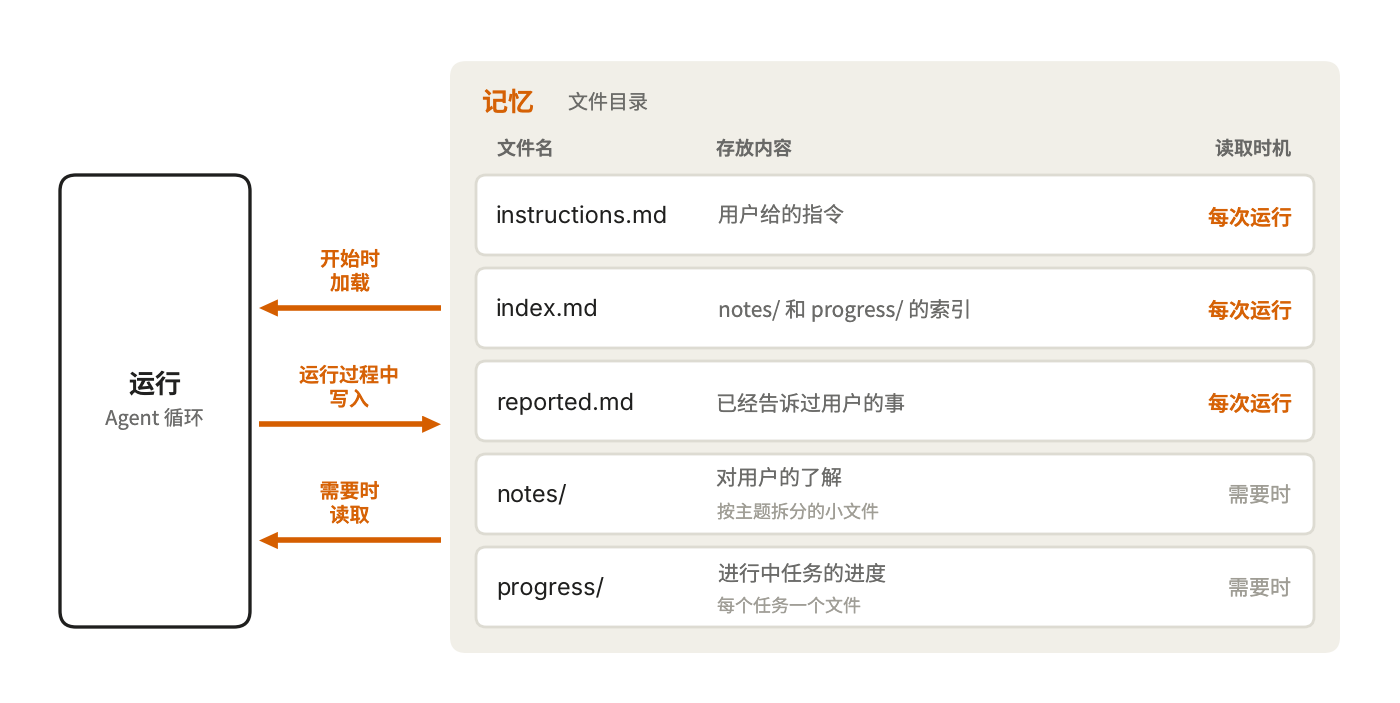 记忆 文件目录
文件名 存放内容 读取时机
instructions.md 用户给的指令 每次运行
开始时
加载
index.md notes/ 和 progress/ 的索引 每次运行
运行
Agent 循环
运行过程中
写入
reported.md 已经告诉过用户的事 每次运行
需要时
读取
notes/ 对用户的了解 需要时
按主题拆分的小文件
progress/ 进行中任务的进度 需要时
每个任务一个文件